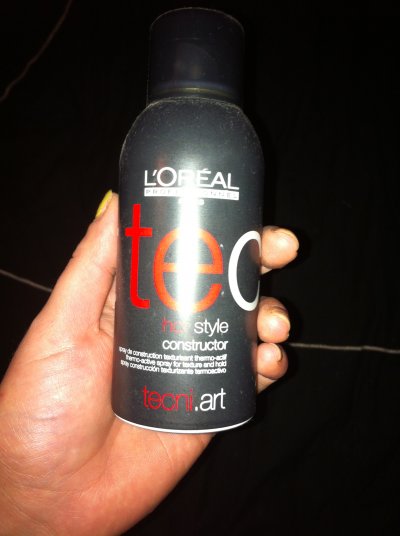 L'ORÉAL
PROFESSIONNEL
te.c
hot style
constructor
spray de construction texturisant thermo-actif
thermo-active spray for texture and hold
spray construcción texturizante termoactivo
tecni.art